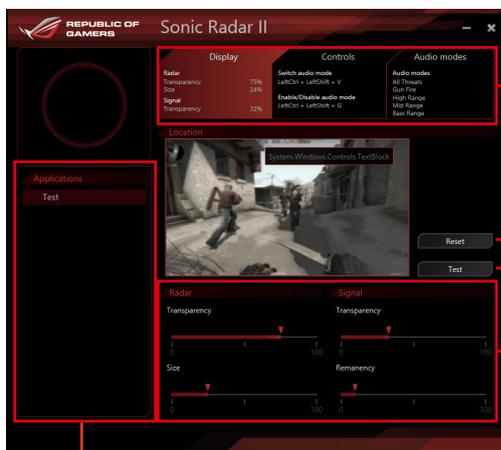 REPUBLIC OF
GAMERS
Sonic Radar II
Display
Controls
Audio modes
Radar
Transparency 75%
Size 24%
Signal
Transparency 32%
Switch audio mode
LeftCtrl + LeftShift + V
Enable/Disable audio mode
LeftCtrl + LeftShift + G
Audio modes
All Threats
Gun Fire
High Range
Mid Range
Bass Range
Location
System.Windows.Controls.TextBlock
Applications
Test
Reset
Test
Radar
Signal
Transparency
Transparency
0 100
0 100
Size
Remanency
0 100
0 100